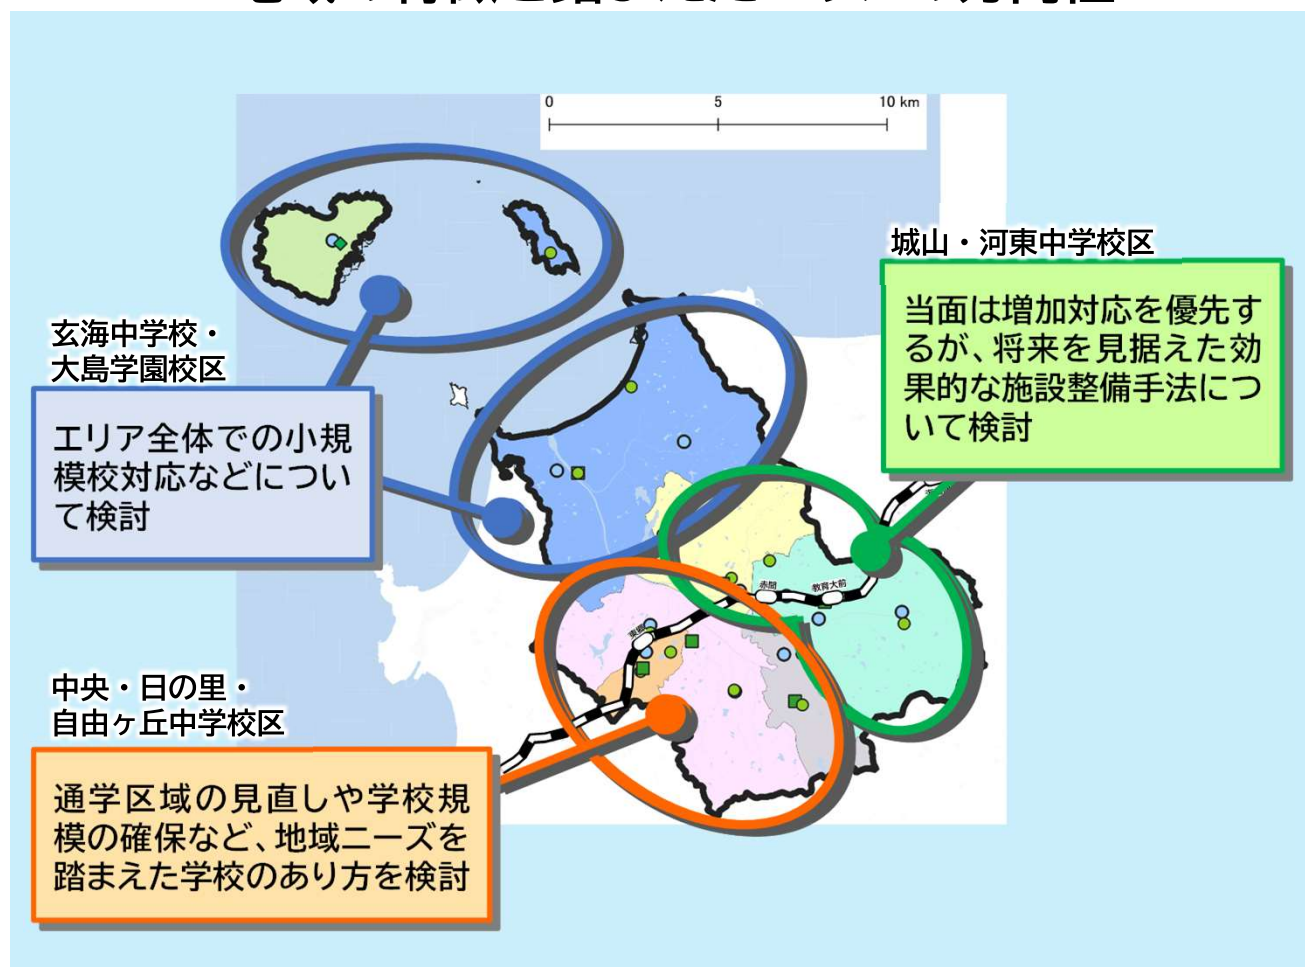 0 5 10 km
城山・河東中学校区
当面は増加対応を優先す
るが、将来を見据えた効
果的な施設整備手法につ
いて検討
玄海中学校・
大島学園校区
エリア全体での小規
模校対応などについ
て検討
赤間
教育大前
東郷
中央・日の里・
自由ヶ丘中学校区
通学区域の見直しや学校規
模の確保など、地域ニーズを
踏まえた学校のあり方を検討